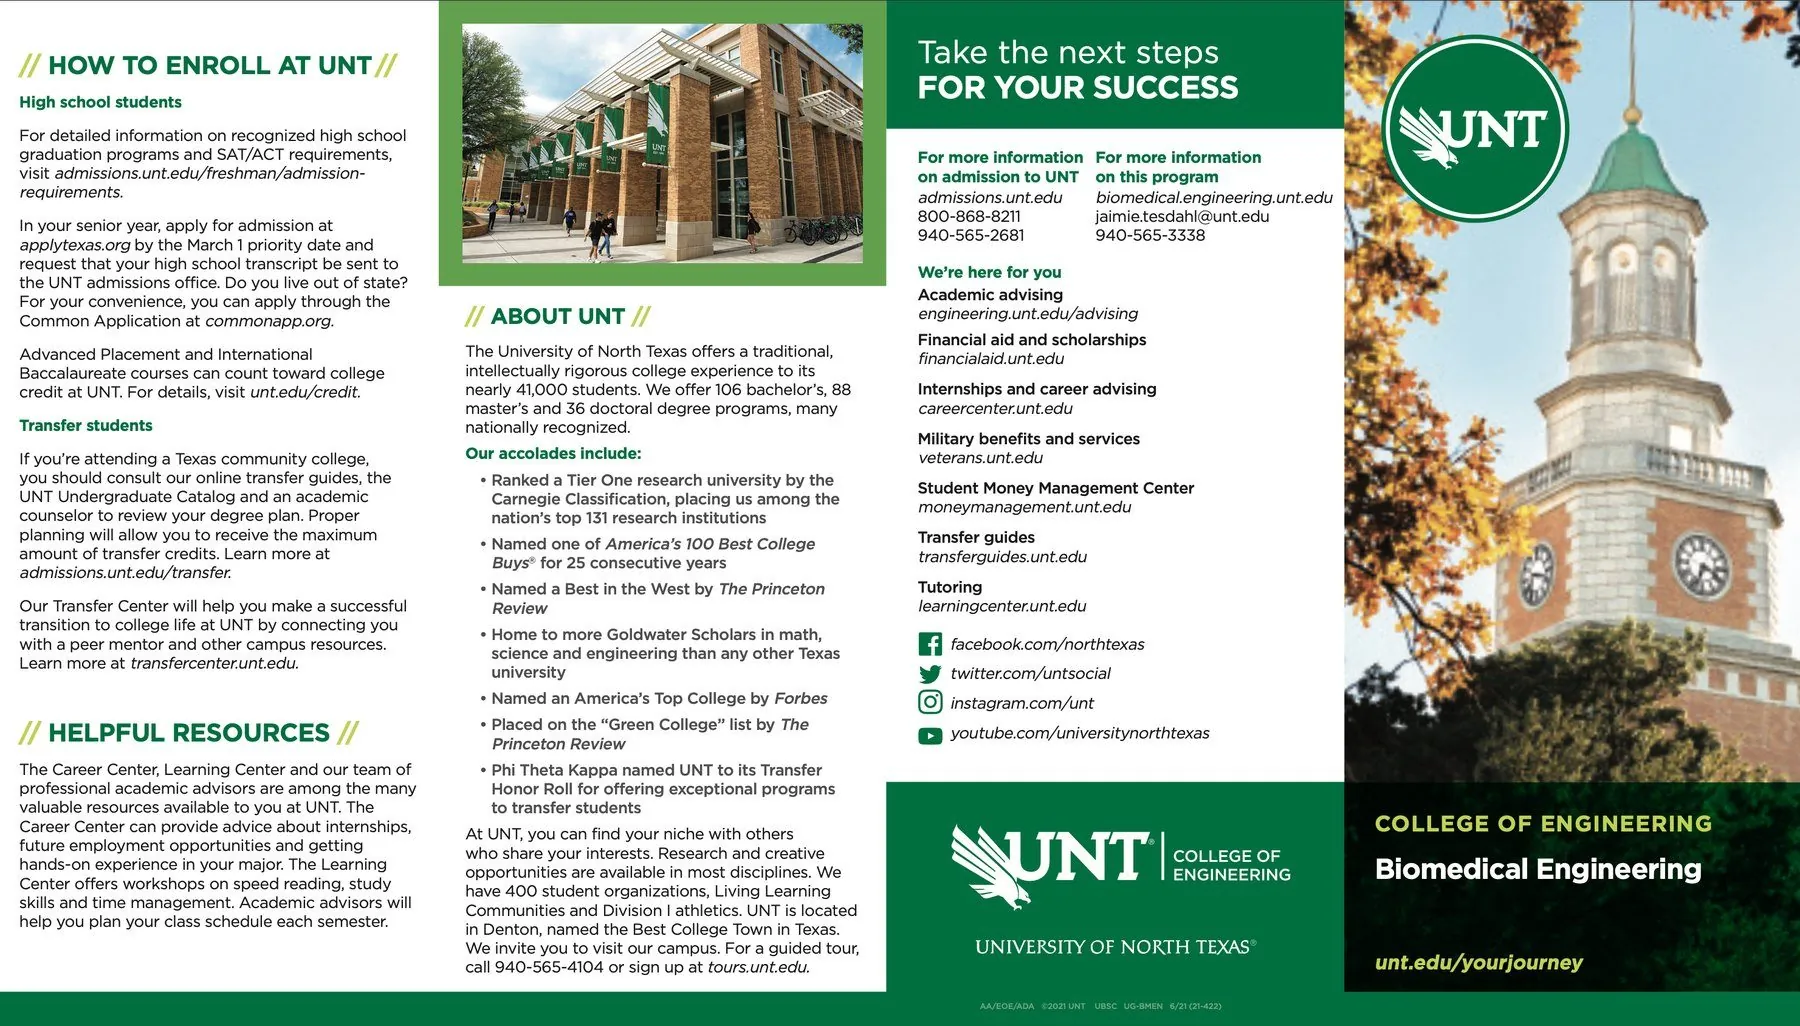 // HOW TO ENROLL AT UNT //
High school students
For detailed information on recognized high school
graduation programs and SAT/ACT requirements,
visit admissions.unt.edu/freshman/admission-
requirements.
In your senior year, apply for admission at
applytexas.org by the March 1 priority date and
request that your high school transcript be sent to
the UNT admissions office. Do you live out of state?
For your convenience, you can apply through the
Common Application at commonapp.org.
Advanced Placement and International
Baccalaureate courses can count toward college
credit at UNT. For details, visit unt.edu/credit.
Transfer students
If you're attending a Texas community college,
you should consult our online transfer guides, the
UNT Undergraduate Catalog and an academic
counselor to review your degree plan. Proper
planning will allow you to receive the maximum
amount of transfer credits. Learn more at
admissions.unt.edu/transfer.
Our Transfer Center will help you make a successful
transition to college life at UNT by connecting you
with a peer mentor and other campus resources.
Learn more at transfercenter.unt.edu.
// HELPFUL RESOURCES //
The Career Center, Learning Center and our team of
professional academic advisors are among the many
valuable resources available to you at UNT. The
Career Center can provide advice about internships,
future employment opportunities and getting
hands-on experience in your major. The Learning
Center offers workshops on speed reading, study
skills and time management. Academic advisors will
help you plan your class schedule each semester.
UNT
UNT
UNT
UNT
// ABOUT UNT //
The University of North Texas offers a traditional,
intellectually rigorous college experience to its
nearly 41,000 students. We offer 106 bachelor's, 88
master's and 36 doctoral degree programs, many
nationally recognized.
Our accolades include:
• Ranked a Tier One research university by the
Carnegie Classification, placing us among the
nation's top 131 research institutions
• Named one of America's 100 Best College
Buys® for 25 consecutive years
• Named a Best in the West by The Princeton
Review
• Home to more Goldwater Scholars in math,
science and engineering than any other Texas
university
• Named an America's Top College by Forbes
• Placed on the “Green College” list by The
Princeton Review
• Phi Theta Kappa named UNT to its Transfer
Honor Roll for offering exceptional programs
to transfer students
At UNT, you can find your niche with others
who share your interests. Research and creative
opportunities are available in most disciplines. We
have 400 student organizations, Living Learning
Communities and Division I athletics. UNT is located
in Denton, named the Best College Town in Texas.
We invite you to visit our campus. For a guided tour,
call 940-565-4104 or sign up at tours.unt.edu.
Take the next steps
FOR YOUR SUCCESS
For more information
on admission to UNT
admissions.unt.edu
800-868-8211
940-565-2681
For more information
on this program
biomedical.engineering.unt.edu
jaimie.tesdahl@unt.edu
940-565-3338
We're here for you
Academic advising
engineering.unt.edu/advising
Financial aid and scholarships
financialaid.unt.edu
Internships and career advising
careercenter.unt.edu
Military benefits and services
veterans.unt.edu
Student Money Management Center
moneymanagement.unt.edu
Transfer guides
transferguides.unt.edu
Tutoring
learningcenter.unt.edu
facebook.com/northtexas
twitter.com/untsocial
instagram.com/unt
youtube.com/universitynorthtexas
UNT® | COLLEGE OF
ENGINEERING
UNIVERSITY OF NORTH TEXAS®
AA/EOE/ADA ©2021 UNT UBSC UG-BMEN 6/21 (21-422)
UNT
COLLEGE OF ENGINEERING
Biomedical Engineering
unt.edu/yourjourney